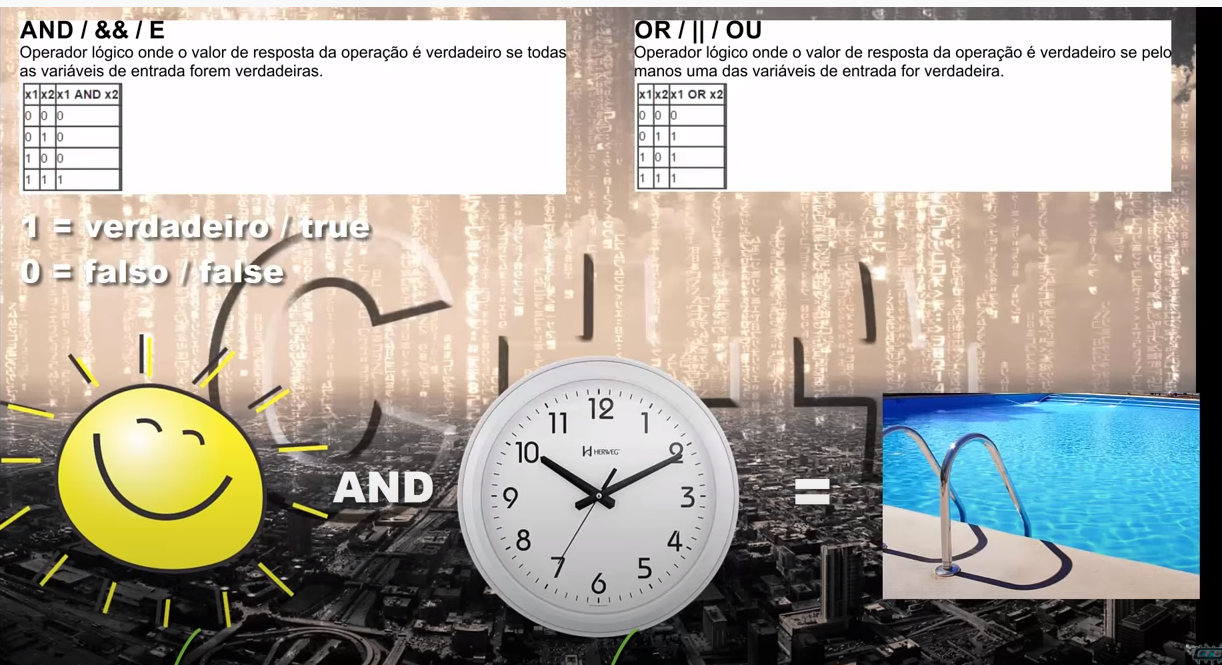 AND / && / E
Operador lógico onde o valor de resposta da operação é verdadeiro se todas
as variáveis de entrada forem verdadeiras.
x1 x2 x1 AND x2
0 0 0
0 1 0
1 0 0
1 1 1
OR / || / OU
Operador lógico onde o valor de resposta da operação é verdadeiro se pelo
manos uma das variáveis de entrada for verdadeira.
x1 x2 x1 OR x2
0 0 0
0 1 1
1 0 1
1 1 1
1 = verdadeiro / true
0 = falso / false
AND
12
11 1
10 HERWEG 2
9 3
8 4
7 5
6
=